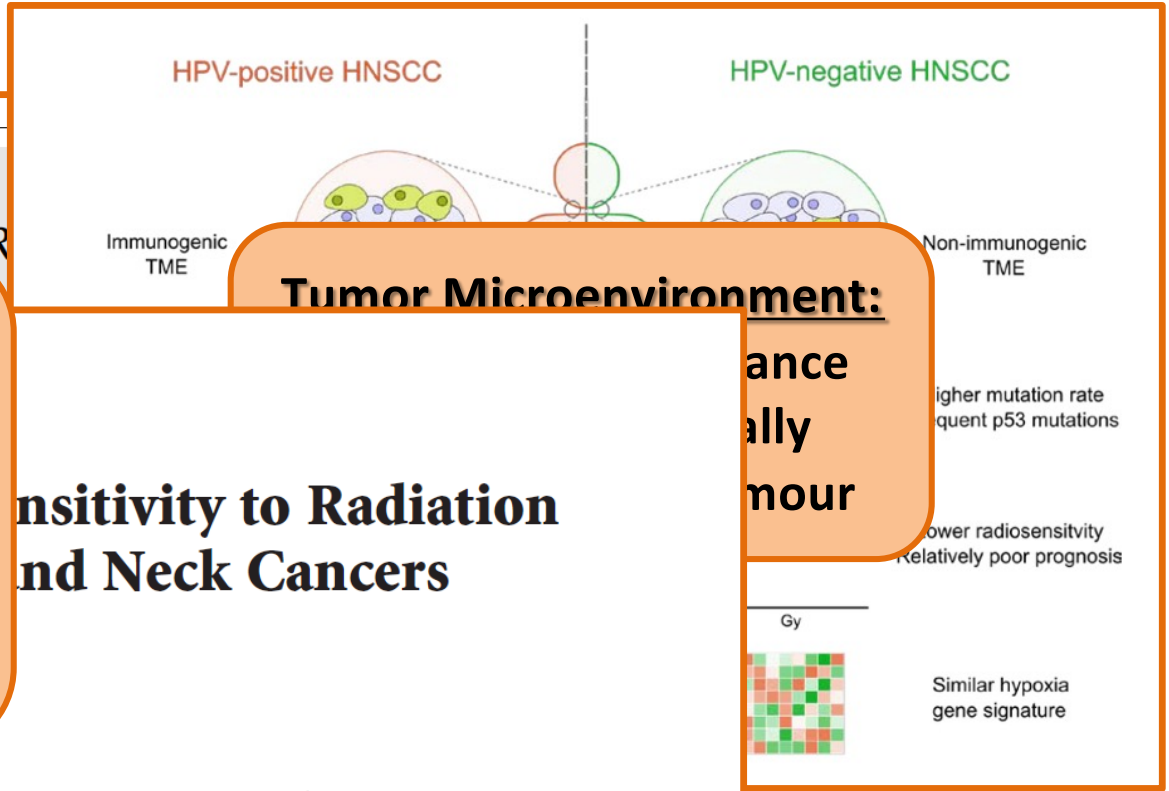 HPV-positive HNSCC
HPV-negative HNSCC
Immunogenic
TME
Non-immunogenic
TME
Tumor Microenvironment:
ance
ally
mour
igher mutation rate
equent p53 mutations
ower radiosensitvity
Relatively poor prognosis
nsitivity to Radiation
nd Neck Cancers
Gy
Similar hypoxia
gene signature